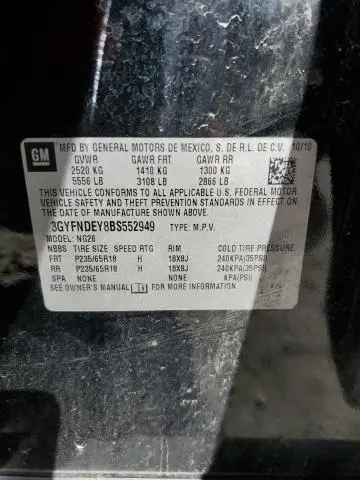 GM
MFD BY GENERAL MOTORS DE MEXICO, S. DE R.L. DE C.V. 10/10
GVWR GAWR FRT GAWR RR
2520 KG 1410 KG 1300 KG
5556 LB 3108 LB 2866 LB
THIS VEHICLE CONFORMS TO ALL APPLICABLE U.S. FEDERAL MOTOR
VEHICLE SAFETY AND THEFT PREVENTION STANDARDS IN EFFECT ON
THE DATE OF MANUFACTURE SHOWN ABOVE.
3GYFNDEY8BS552949 TYPE: M.P.V.
MODEL: NG26
NBBS TIRE SIZE SPEED RTG RIM COLD TIRE PRESSURE
FRT P235/65R18 H 18X8J 240KPA(35PSI)
RR P235/65R18 H 18X8J 240KPA(35PSI)
SPA NONE NONE KPA(PSI)
SEE OWNER'S MANUAL FOR MORE INFORMATION.